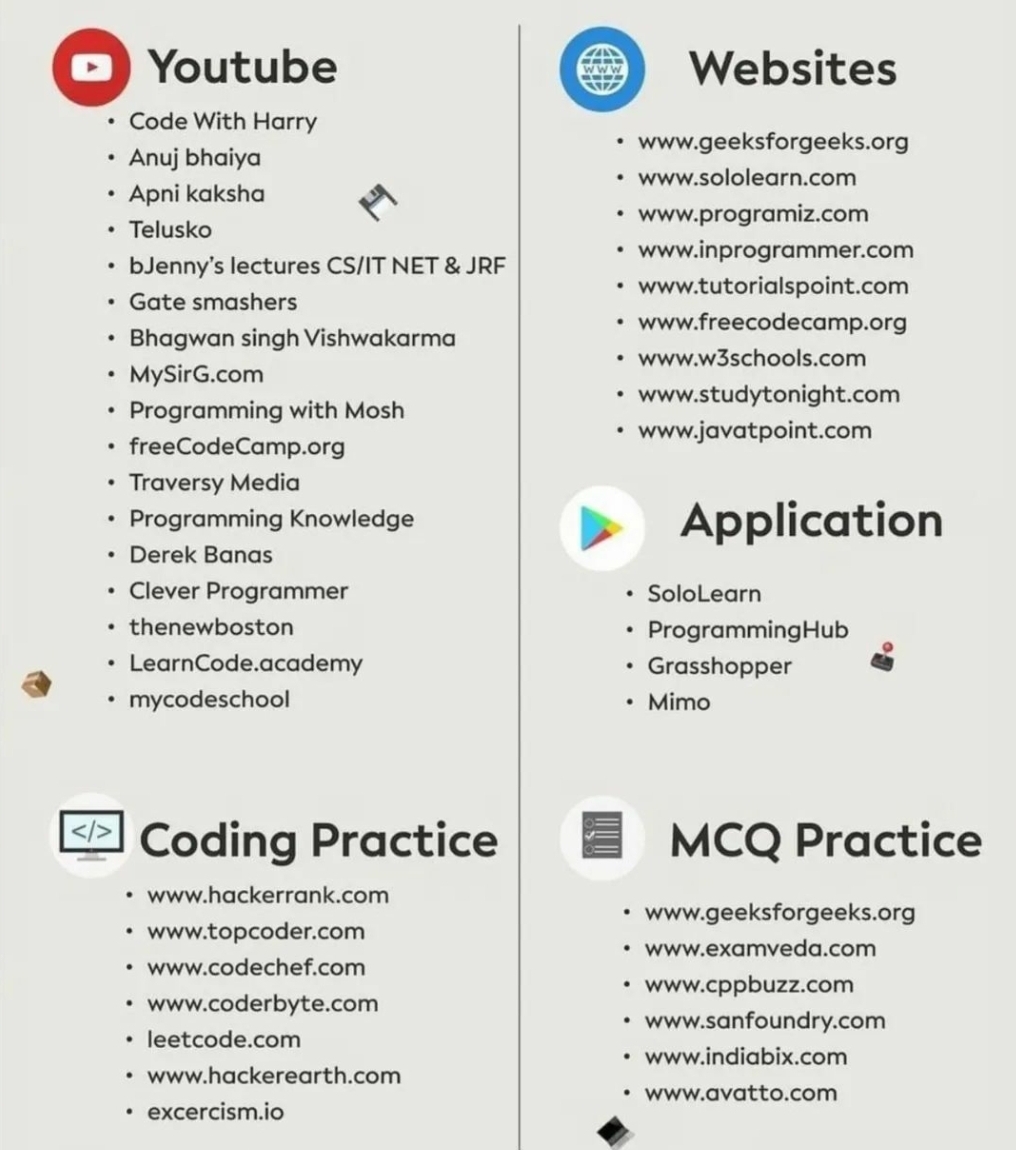 Youtube
Code With Harry
Anuj bhaiya
Apni kaksha
Telusko
bJenny's lectures CS/IT NET & JRF
Gate smashers
Bhagwan singh Vishwakarma
MySirG.com
Programming with Mosh
freeCodeCamp.org
Traversy Media
Programming Knowledge
Derek Banas
Clever Programmer
thenewboston
LearnCode.academy
mycodeschool
WWW
Websites
www.geeksforgeeks.org
www.sololearn.com
www.programiz.com
www.inprogrammer.com
www.tutorialspoint.com
www.freecodecamp.org
www.w3schools.com
www.studytonight.com
www.javatpoint.com
Application
SoloLearn
ProgrammingHub
Grasshopper
Mimo
</>
Coding Practice
www.hackerrank.com
www.topcoder.com
www.codechef.com
www.coderbyte.com
leetcode.com
www.hackerearth.com
excercism.io
MCQ Practice
www.geeksforgeeks.org
www.examveda.com
www.cppbuzz.com
www.sanfoundry.com
www.indiabix.com
www.avatto.com